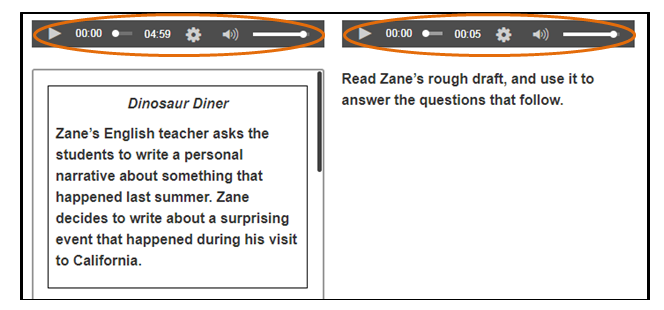 00:00 04:59
00:00 00:05
Dinosaur Diner
Zane's English teacher asks the
students to write a personal
narrative about something that
happened last summer. Zane
decides to write about a surprising
event that happened during his visit
to California.
Read Zane's rough draft, and use it to
answer the questions that follow.